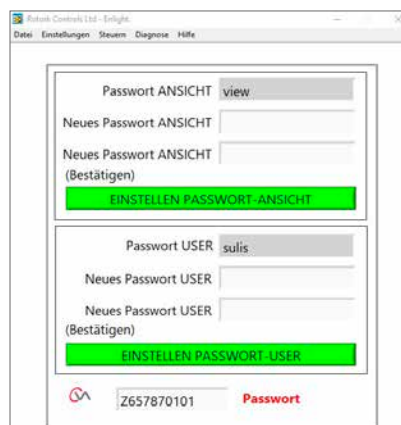 Rotork Controls Ltd - Enlight
Datei Einstellungen Steuern Diagnose Hilfe
Passwort ANSICHT view
Neues Passwort ANSICHT
Neues Passwort ANSICHT
(Bestätigen)
EINSTELLEN PASSWORT-ANSICHT
Passwort USER sulis
Neues Passwort USER
Neues Passwort USER
(Bestätigen)
EINSTELLEN PASSWORT-USER
Z657870101 Passwort